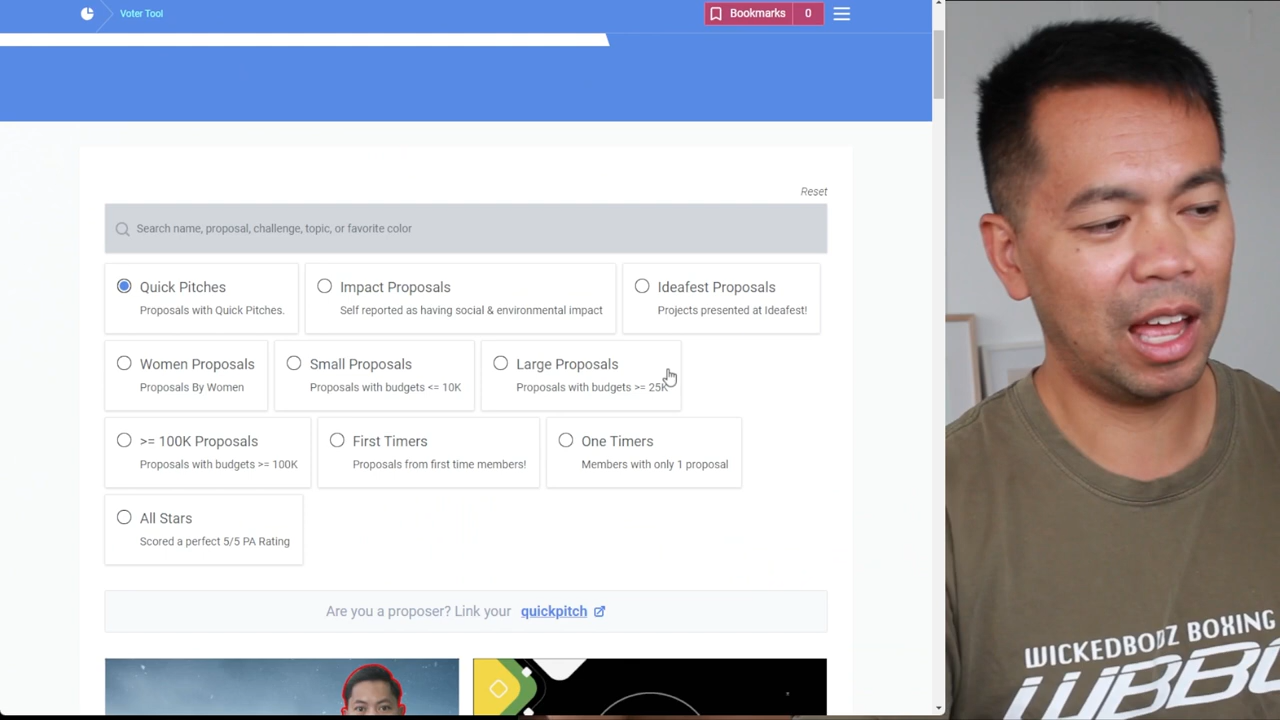 Voter Tool
Bookmarks 0
Reset
Search name, proposal, challenge, topic, or favorite color
Quick Pitches
Proposals with Quick Pitches.
Impact Proposals
Self reported as having social & environmental impact
Ideafest Proposals
Projects presented at Ideafest!
Women Proposals
Proposals By Women
Small Proposals
Proposals with budgets <= 10K
Large Proposals
Proposals with budgets >= 25K
>= 100K Proposals
Proposals with budgets >= 100K
First Timers
Proposals from first time members!
One Timers
Members with only 1 proposal
All Stars
Scored a perfect 5/5 PA Rating
Are you a proposer? Link your quickpitch
WICKEDBODZ BOXING